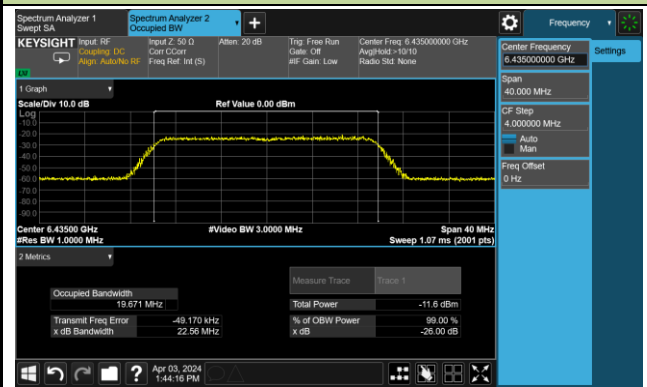 Spectrum Analyzer 1
Swept SA
Spectrum Analyzer 2
Occupied BW
Frequency
KEYSIGHT
Input: RF
Coupling: DC
Align: Auto/No RF
Input Z: 50 Ω
Corr CCorr
Freq Ref: Int (S)
Atten: 20 dB
Trig: Free Run
Gate: Off
#IF Gain: Low
Center Freq: 6.435000000 GHz
Avg|Hold:>10/10
Radio Std: None
Center Frequency
6.435000000 GHz
Settings
Span
40.000 MHz
CF Step
4.000000 MHz
Auto
Man
Freq Offset
0 Hz
1 Graph
Scale/Div 10.0 dB
Ref Value 0.00 dBm
Log
-10.0
-20.0
-30.0
-40.0
-50.0
-60.0
-70.0
-80.0
-90.0
Center 6.43500 GHz
#Video BW 3.0000 MHz
Span 40 MHz
#Res BW 1.0000 MHz
Sweep 1.07 ms (2001 pts)
2 Metrics
Measure Trace
Trace 1
Occupied Bandwidth
19.671 MHz
Total Power
-11.6 dBm
Transmit Freq Error
-49.170 kHz
% of OBW Power
99.00 %
x dB Bandwidth
22.56 MHz
x dB
-26.00 dB
?
Apr 03, 2024
1:44:16 PM